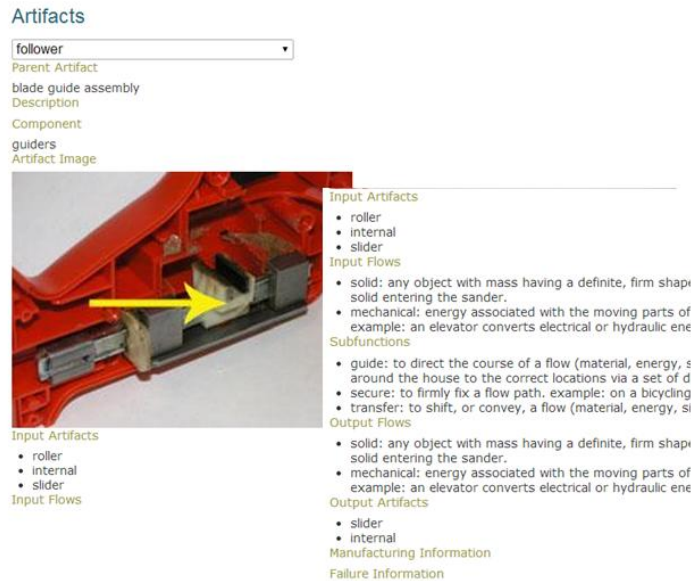 Artifacts
follower
Parent Artifact
blade guide assembly
Description
Component
guiders
Artifact Image
Input Artifacts
roller
internal
slider
Input Flows
Input Artifacts
roller
internal
slider
Input Flows
solid: any object with mass having a definite, firm shape
solid entering the sander.
mechanical: energy associated with the moving parts of
example: an elevator converts electrical or hydraulic ene
Subfunctions
guide: to direct the course of a flow (material, energy, s
around the house to the correct locations via a set of d
secure: to firmly fix a flow path. example: on a bicycling
transfer: to shift, or convey, a flow (material, energy, si
Output Flows
solid: any object with mass having a definite, firm shape
solid entering the sander.
mechanical: energy associated with the moving parts of
example: an elevator converts electrical or hydraulic ene
Output Artifacts
slider
internal
Manufacturing Information
Failure Information